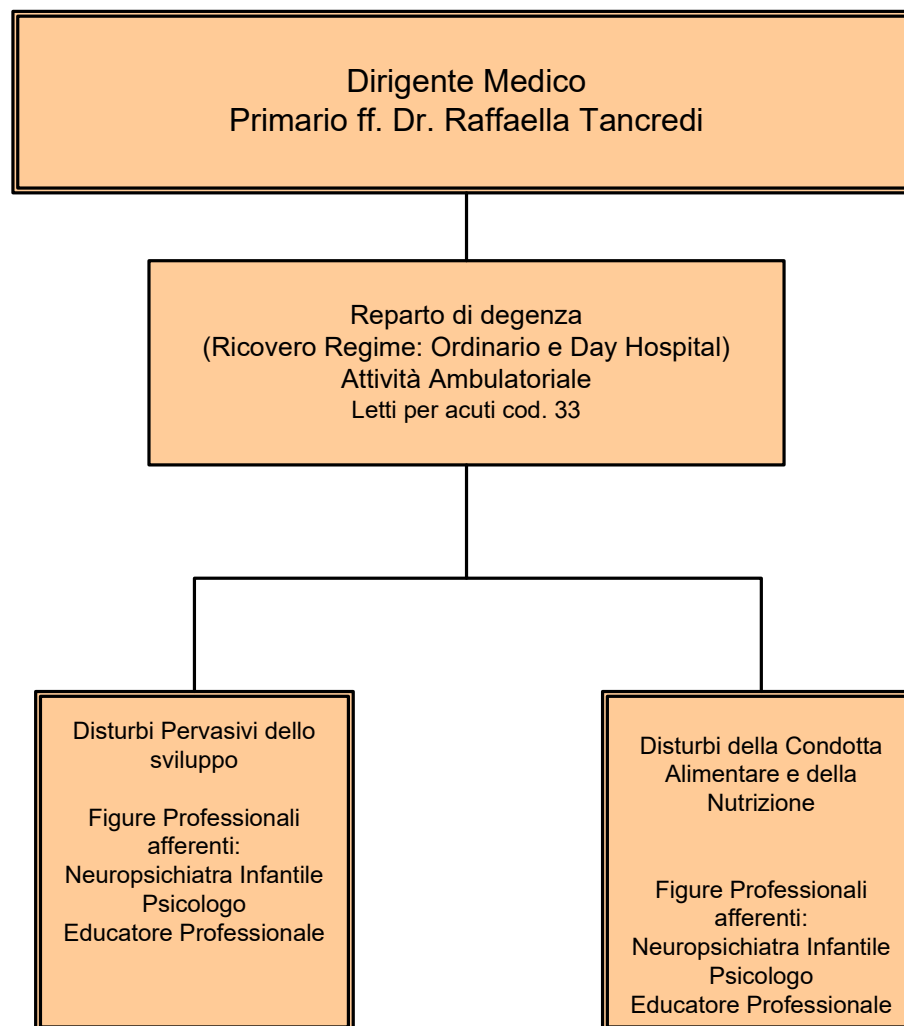 Dirigente Medico
Primario ff. Dr. Raffaella Tancredi
Reparto di degenza
(Ricovero Regime: Ordinario e Day Hospital)
Attività Ambulatoriale
Letti per acuti cod. 33
Disturbi Pervasivi dello
sviluppo
Figure Professionali
afferenti:
Neuropsichiatra Infantile
Psicologo
Educatore Professionale
Disturbi della Condotta
Alimentare e della
Nutrizione
Figure Professionali
afferenti:
Neuropsichiatra Infantile
Psicologo
Educatore Professionale